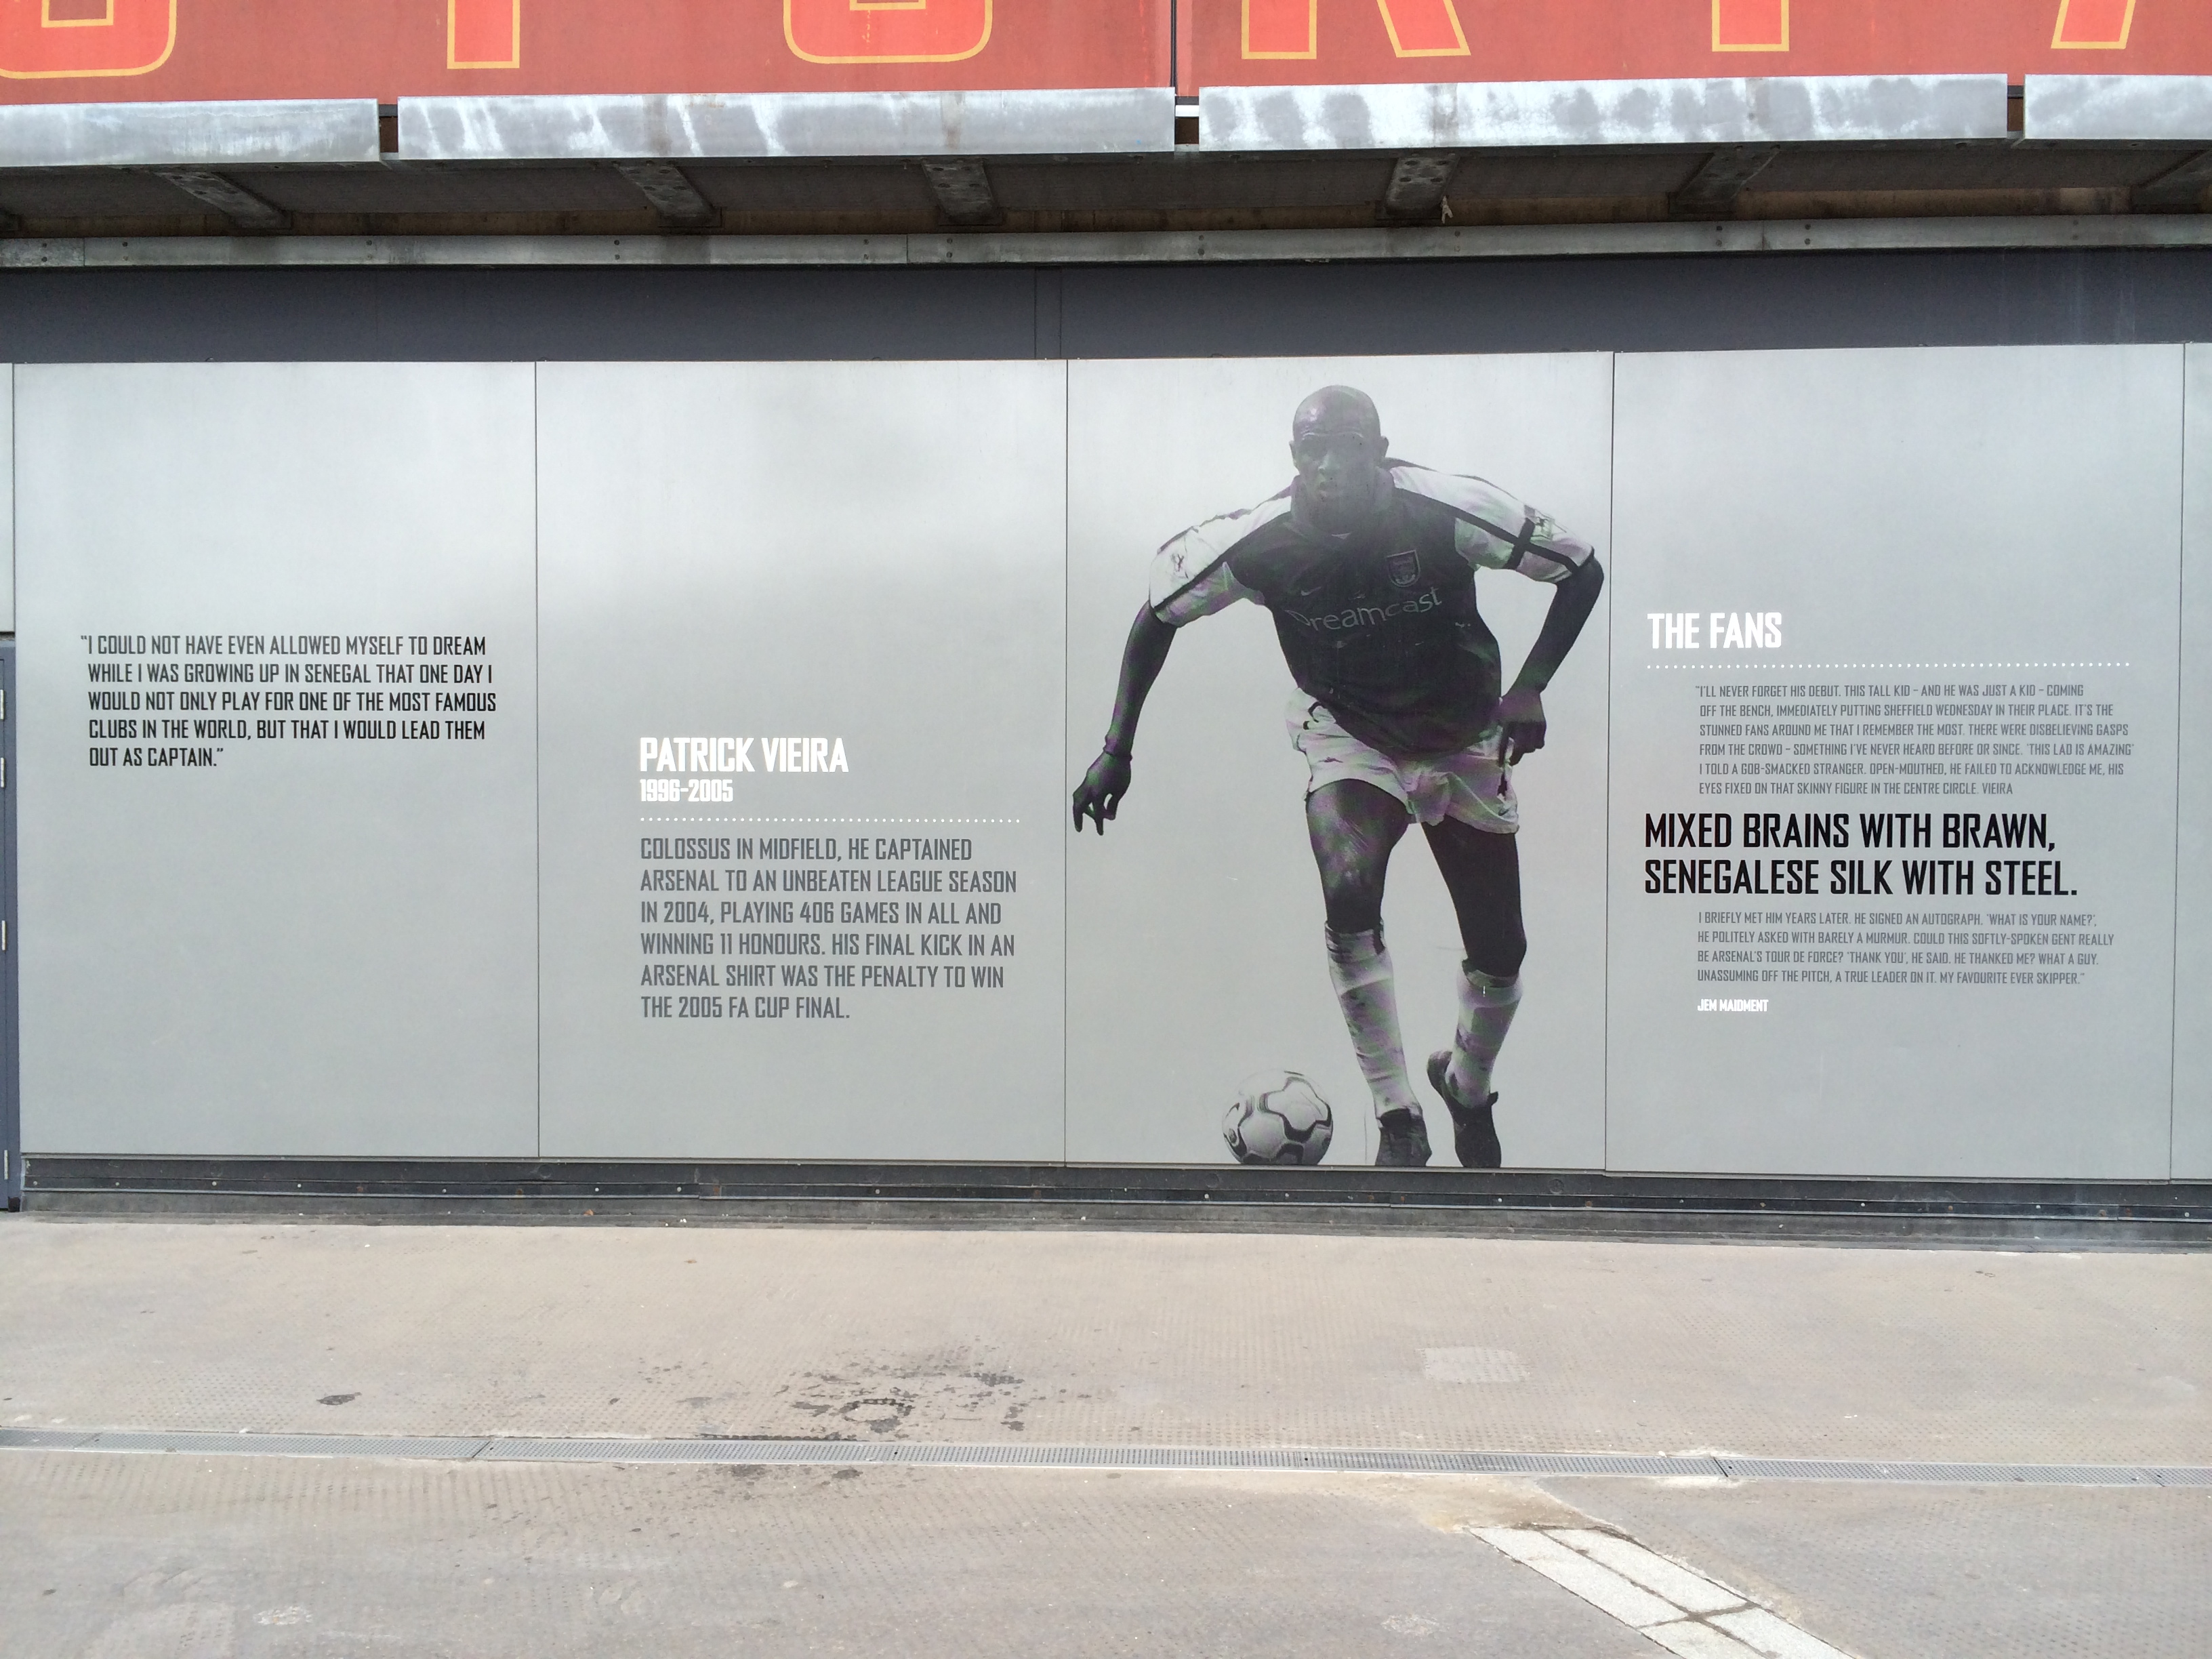 "I COULD NOT HAVE EVEN ALLOWED MYSELF TO DREAM
WHILE I WAS GROWING UP IN SENEGAL THAT ONE DAY I
WOULD NOT ONLY PLAY FOR ONE OF THE MOST FAMOUS
CLUBS IN THE WORLD, BUT THAT I WOULD LEAD THEM
OUT AS CAPTAIN."
PATRICK VIEIRA
1996-2005
COLOSSUS IN MIDFIELD, HE CAPTAINED
ARSENAL TO AN UNBEATEN LEAGUE SEASON
IN 2004, PLAYING 406 GAMES IN ALL AND
WINNING 11 HONOURS. HIS FINAL KICK IN AN
ARSENAL SHIRT WAS THE PENALTY TO WIN
THE 2005 FA CUP FINAL.
Dreamcast
THE FANS
"I'LL NEVER FORGET HIS DEBUT. THIS TALL KID – AND HE WAS JUST A KID – COMING
OFF THE BENCH, IMMEDIATELY PUTTING SHEFFIELD WEDNESDAY IN THEIR PLACE. IT'S THE
STUNNED FANS AROUND ME THAT I REMEMBER THE MOST. THERE WERE DISBELIEVING GASPS
FROM THE CROWD – SOMETHING I'VE NEVER HEARD BEFORE OR SINCE. 'THIS LAD IS AMAZING'
I TOLD A GOB-SMACKED STRANGER. OPEN-MOUTHED, HE FAILED TO ACKNOWLEDGE ME, HIS
EYES FIXED ON THAT SKINNY FIGURE IN THE CENTRE CIRCLE. VIEIRA
MIXED BRAINS WITH BRAWN,
SENEGALESE SILK WITH STEEL.
I BRIEFLY MET HIM YEARS LATER. HE SIGNED AN AUTOGRAPH. 'WHAT IS YOUR NAME?',
HE POLITELY ASKED WITH BARELY A MURMUR. COULD THIS SOFTLY-SPOKEN GENT REALLY
BE ARSENAL'S TOUR DE FORCE? 'THANK YOU', HE SAID. HE THANKED ME? WHAT A GUY.
UNASSUMING OFF THE PITCH, A TRUE LEADER ON IT. MY FAVOURITE EVER SKIPPER."
JEM MAIDMENT